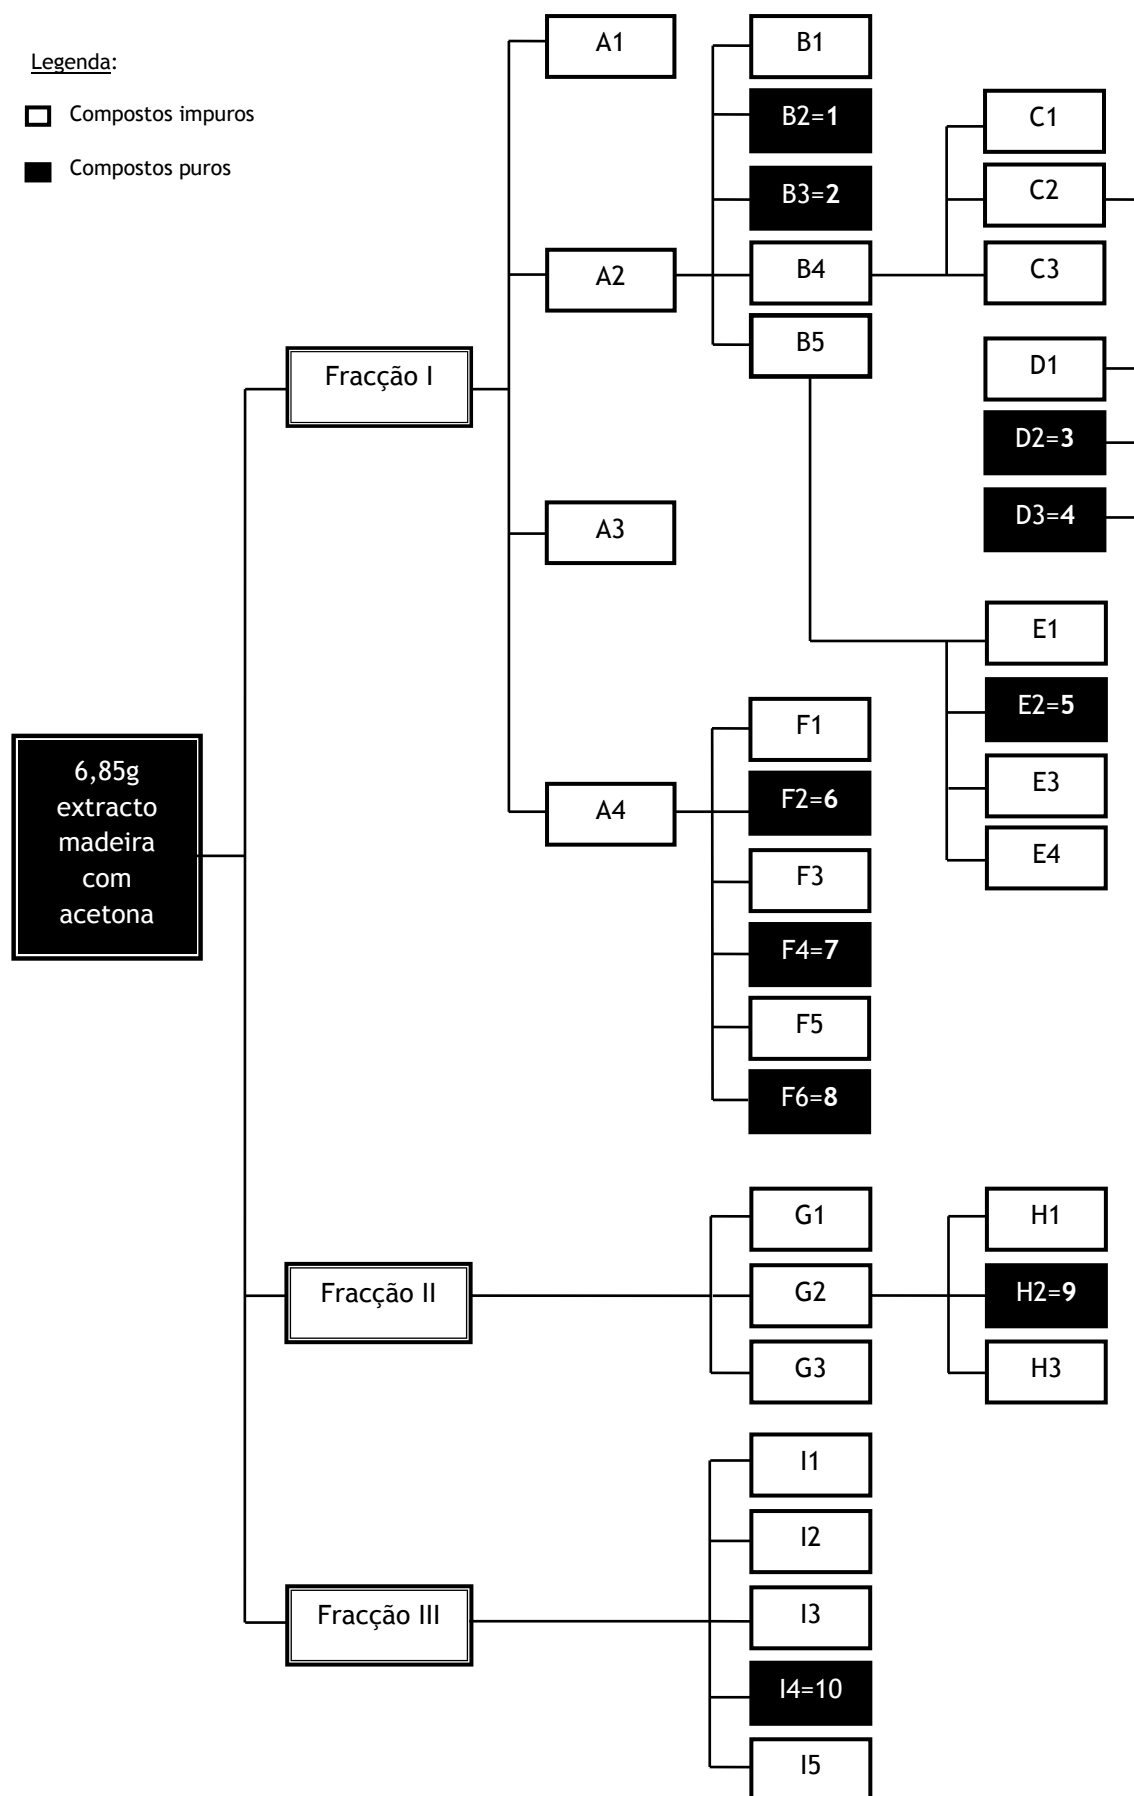 Legenda:
Compostos impuros
Compostos puros
A1
B1
B2=1
C1
B3=2
C2
A2
B4
C3
B5
Fracção I
D1
D2=3
A3
D3=4
E1
E2=5
F1
6,85g
extracto
madeira
com
acetona
A4
F2=6
E3
F3
E4
F4=7
F5
F6=8
G1
H1
Fracção II
G2
H2=9
G3
H3
I1
I2
Fracção III
I3
I4=10
I5